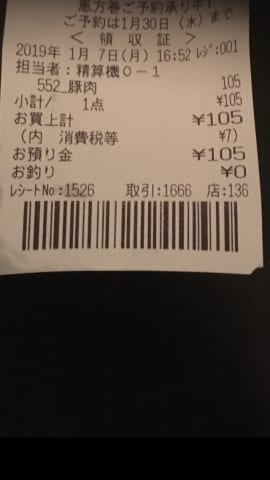 恵方巻ご予約承り中!
ご予約は1月30日（水）まで
＜ 領 収 証 ＞
2019年 1月 7日(月) 16:52 ﾚｼﾞ:001
担当者：精算機０－１
552_豚肉 105
小計/ 1点 ¥105
お買上計 ¥105
（内 消費税等 ¥7)
お預り金 ¥105
お釣り ¥0
ﾚｼｰﾄNo:1526 取引:1666 店:136